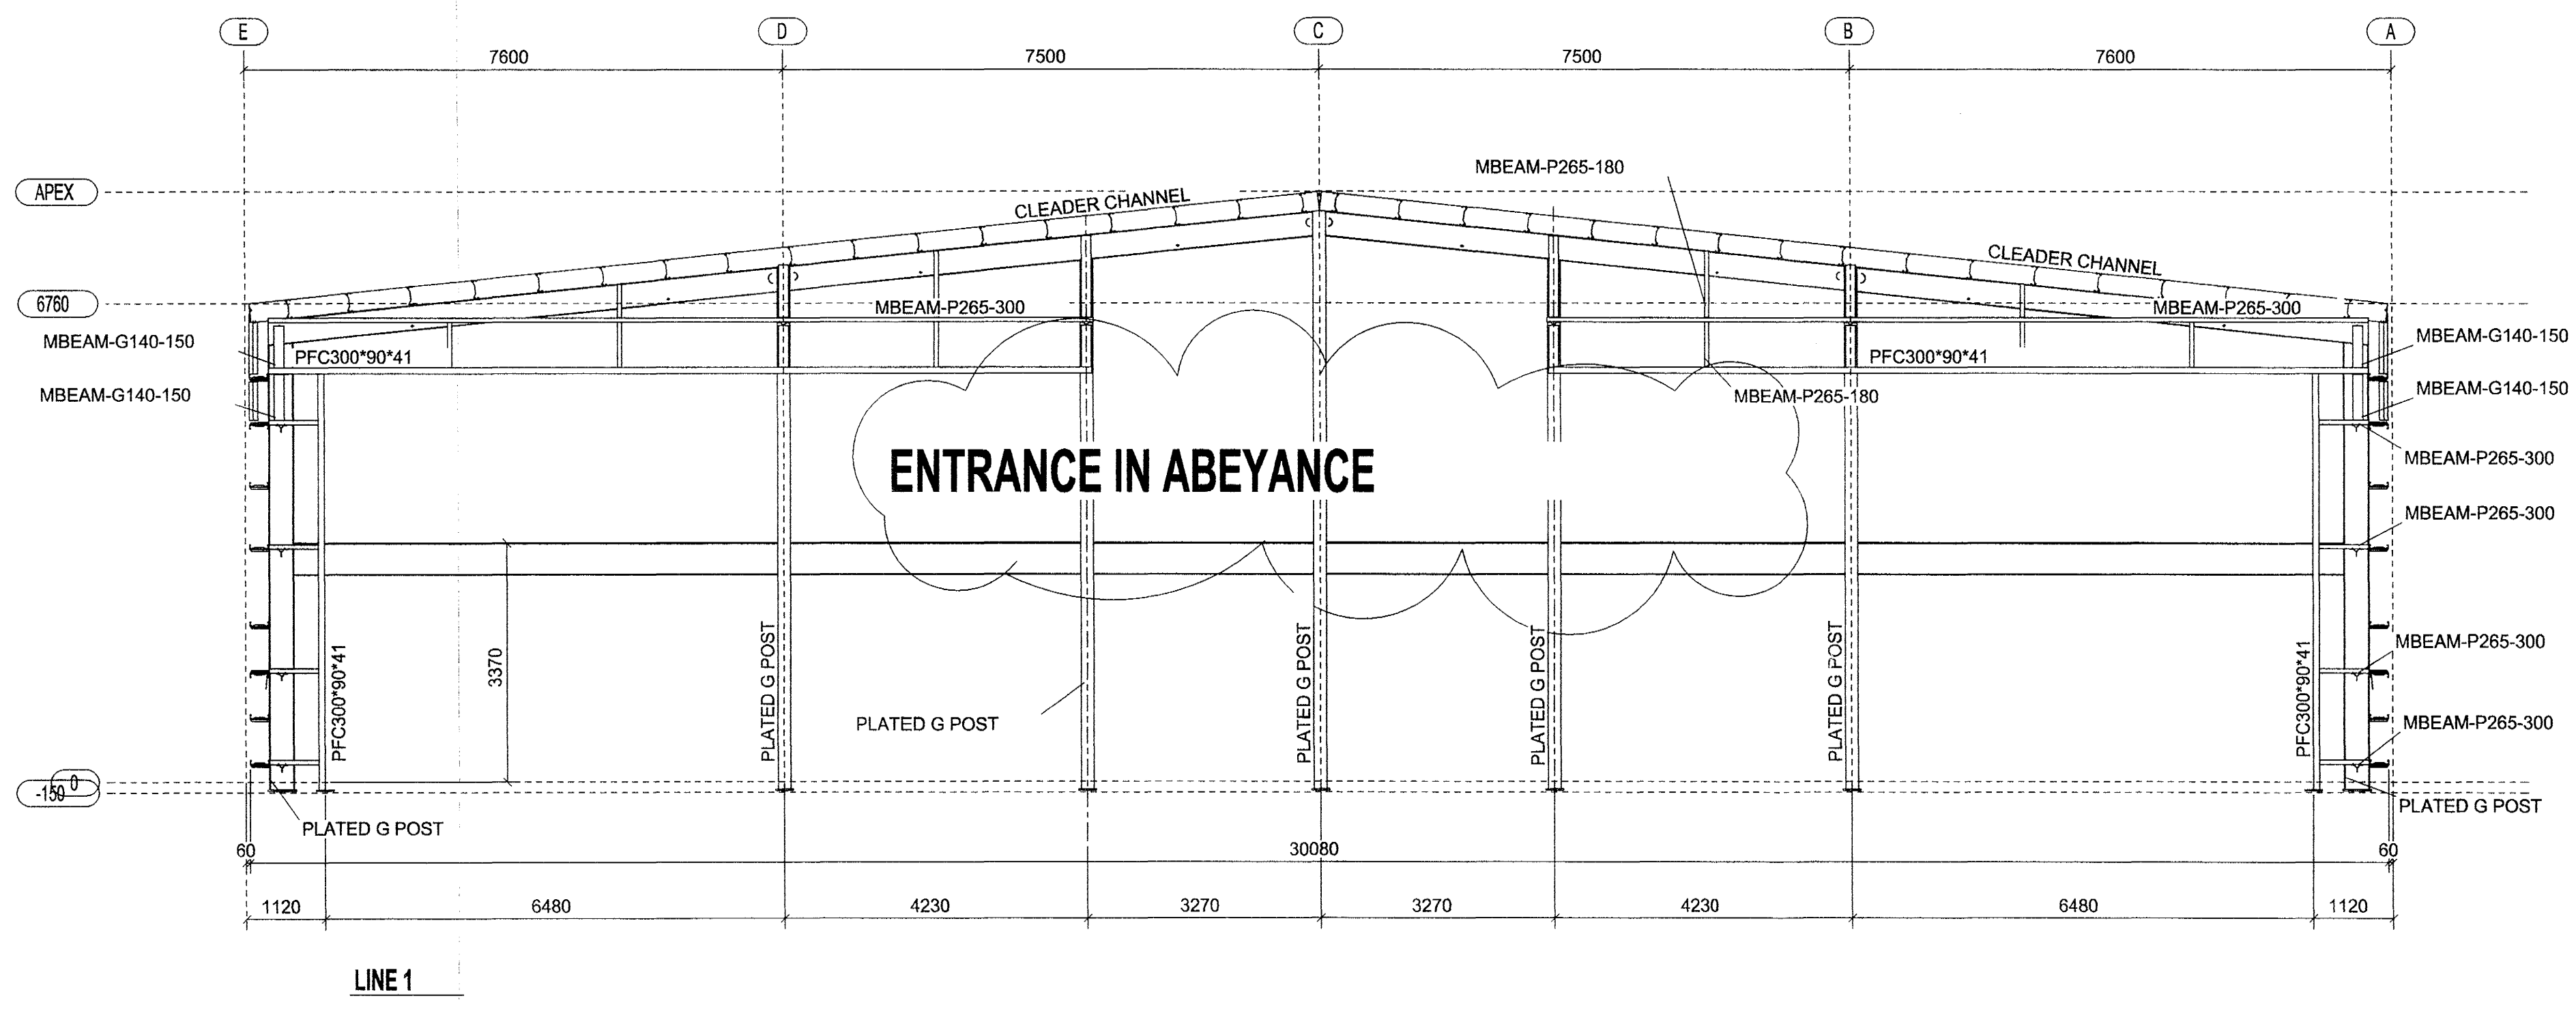 E D C B A
7600 7500 7500 7600
MBEAM-P265-180
APEX
CLEADER CHANNEL
CLEADER CHANNEL
6760
MBEAM-P265-300
MBEAM-P265-300
MBEAM-G140-150
MBEAM-G140-150
PFC300*90*41
PFC300*90*41
MBEAM-G140-150
MBEAM-G140-150
MBEAM-P265-180
ENTRANCE IN ABEYANCE
MBEAM-P265-300
MBEAM-P265-300
MBEAM-P265-300
MBEAM-P265-300
PFC300*90*41
3370
PLATED G POST
PLATED G POST
PLATED G POST
PLATED G POST
PLATED G POST
PFC300*90*41
0
-150
PLATED G POST
PLATED G POST
60 30080 60
1120 6480 4230 3270 3270 4230 6480 1120
LINE 1